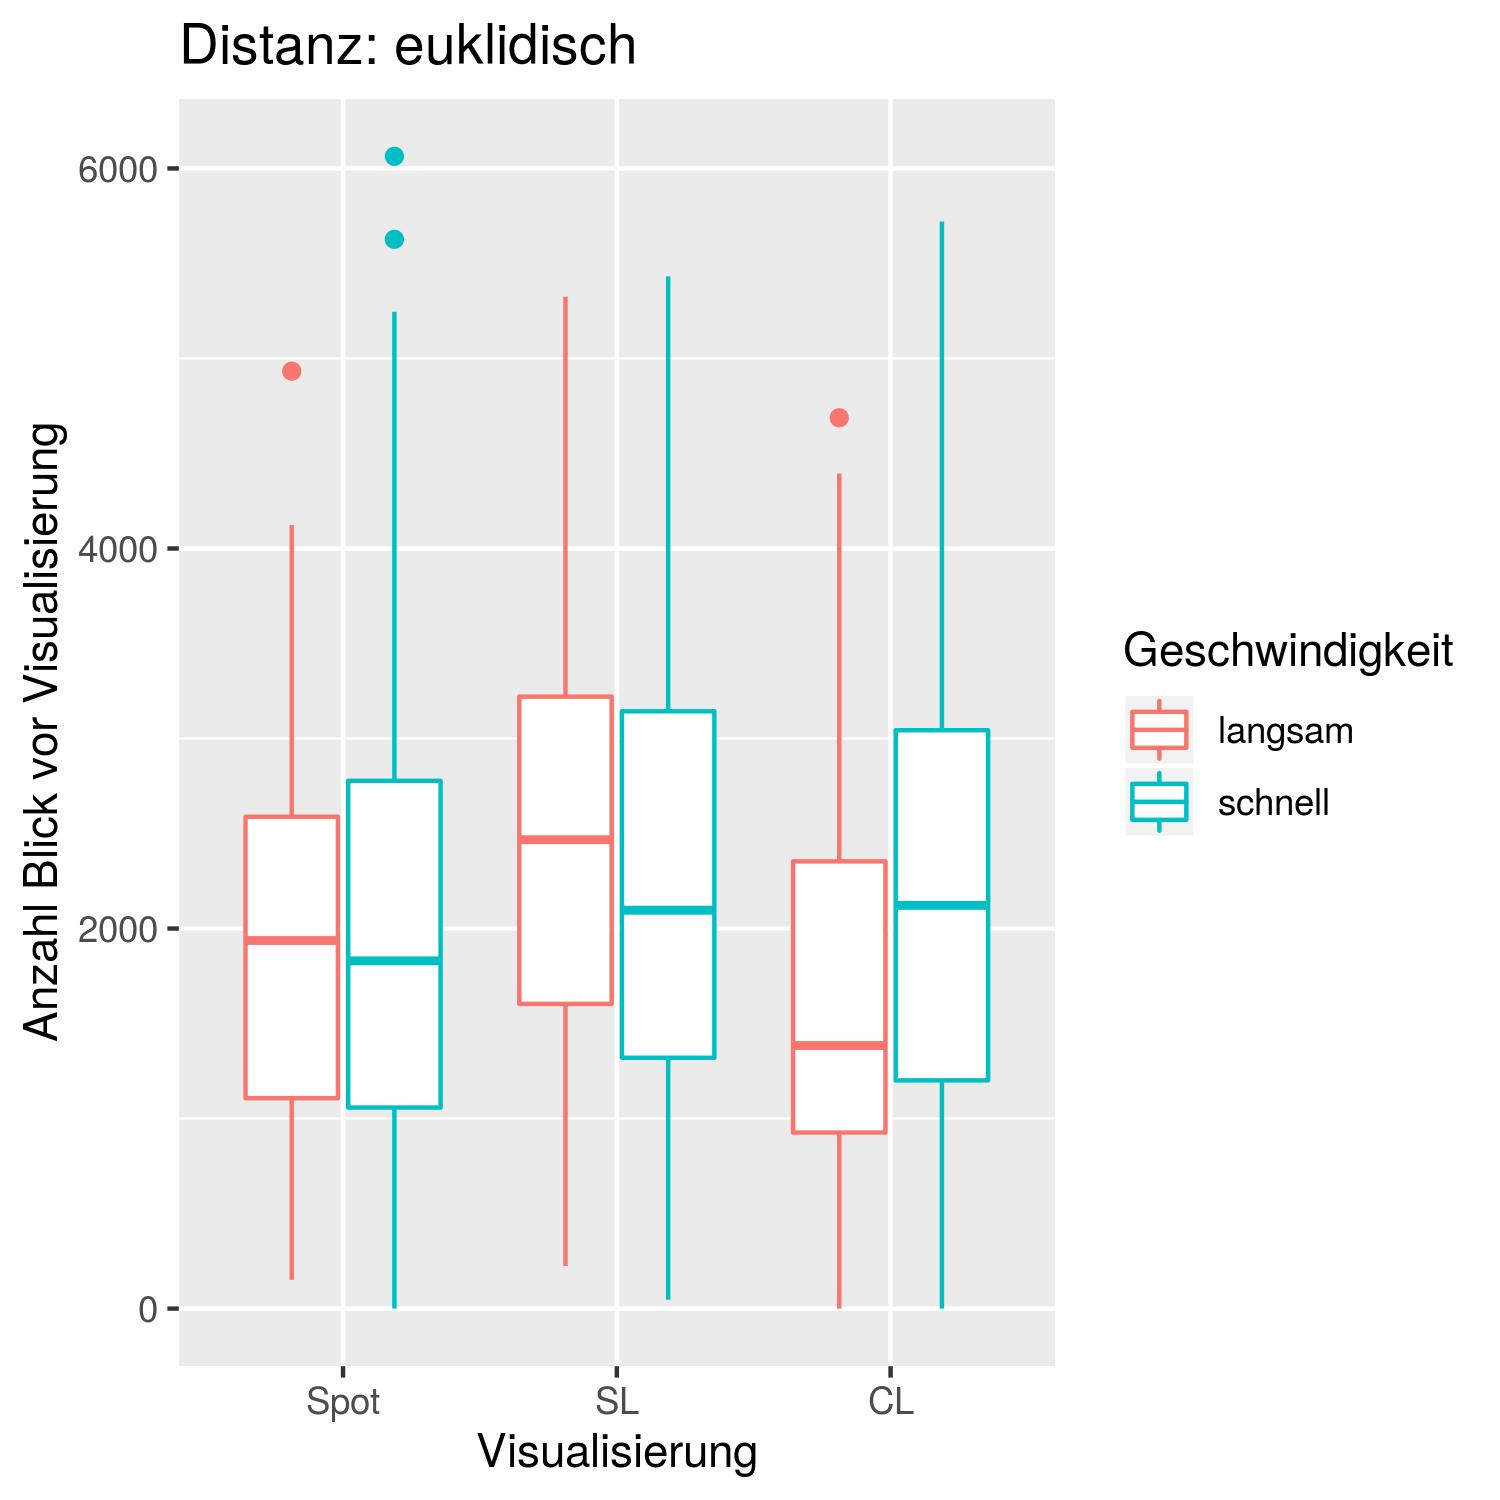 Distanz: euklidisch
Anzahl Blick vor Visualisierung
6000
4000
2000
0
Spot SL CL
Visualisierung
Geschwindigkeit
langsam
schnell